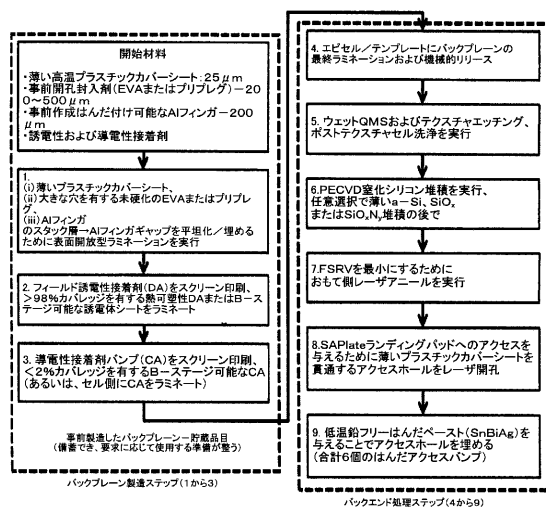 開始材料
・薄い高温プラスチックカバーシート:25μm
・事前開孔封入剤(EVAまたはプリプレグ)-20
0~500μm
・事前作成はんだ付け可能なAlフィンガ-200
μm
・誘電性および導電性接着剤
1.
(i)薄いプラスチックカバーシート、
(ii)大きな穴を有する未硬化のEVAまたはプリプレ
グ、
(iii)Alフィンガ
のスタック層→Alフィンガギャップを平坦化/埋める
ために表面開放型ラミネーションを実行
2. フィールド誘電性接着剤(DA)をスクリーン印刷、
>98%カバレッジを有する熱可塑性DAまたはB-ス
テージ可能な誘電体シートをラミネート
3. 導電性接着剤バンプ(CA)をスクリーン印刷、
<2%カバレッジを有するB-ステージ可能なCA
(あるいは、セル側にCAをラミネート)
事前製造したバックプレーン-貯蔵品目
(備蓄でき、要求に応じて使用する準備が整う)
バックプレーン製造ステップ(1から3)
4. エピセル/テンプレートにバックプレーンの
最終ラミネーションおよび機械的リリース
5. ウェットQMSおよびテクスチャエッチング、
ポストテクスチャセル洗浄を実行
6.PECVD窒化シリコン堆積を実行、
任意選択で薄いa-Si、SiOx
またはSiOxNy堆積の後で
7.FSRVを最小にするために
おもて側レーザアニールを実行
8.SAPlateランディングパッドへのアクセスを
与えるために薄いプラスチックカバーシートを
貫通するアクセスホールをレーザ開孔
9. 低温鉛フリーはんだペースト(SnBiAg)を
与えることでアクセスホールを埋める
(合計6個のはんだアクセスバンプ)
バックエンド処理ステップ(4から9)